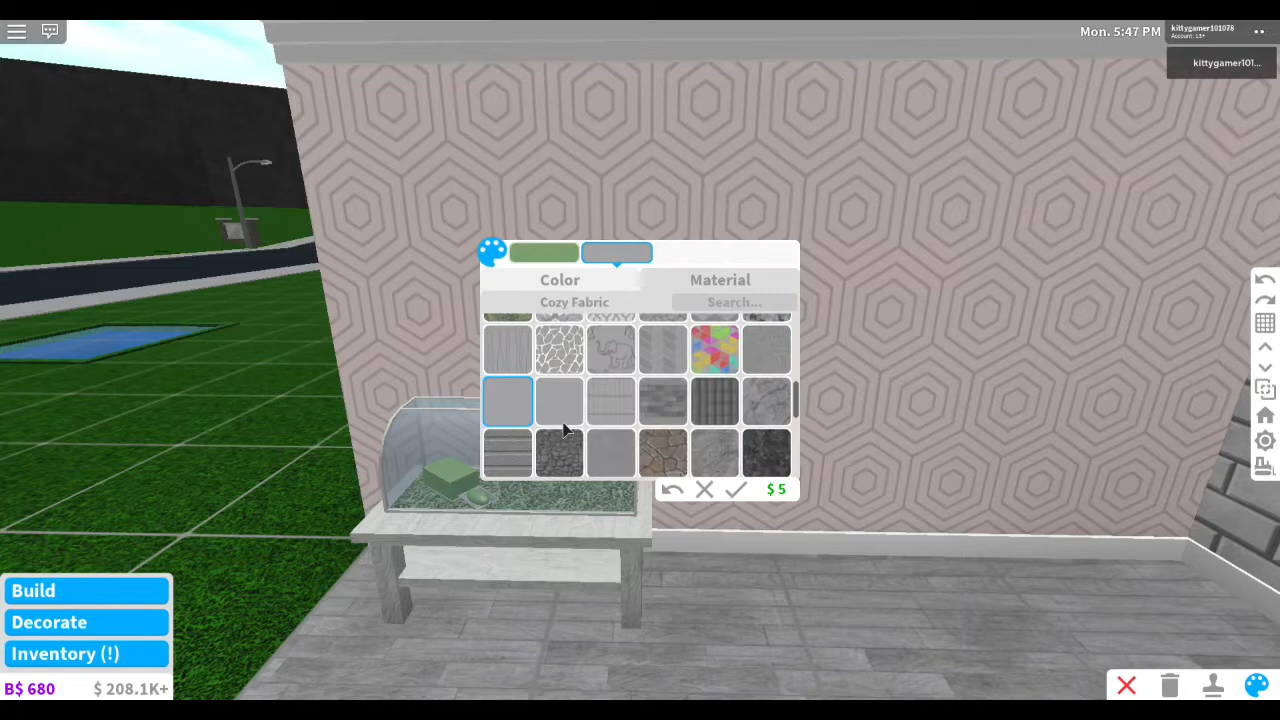 Mon. 5:47 PM
kittygamer101078
Account: 13+
kittygamer101...
Color
Material
Cozy Fabric
Search...
$ 5
Build
Decorate
Inventory (!)
B$ 680
$ 208.1K+